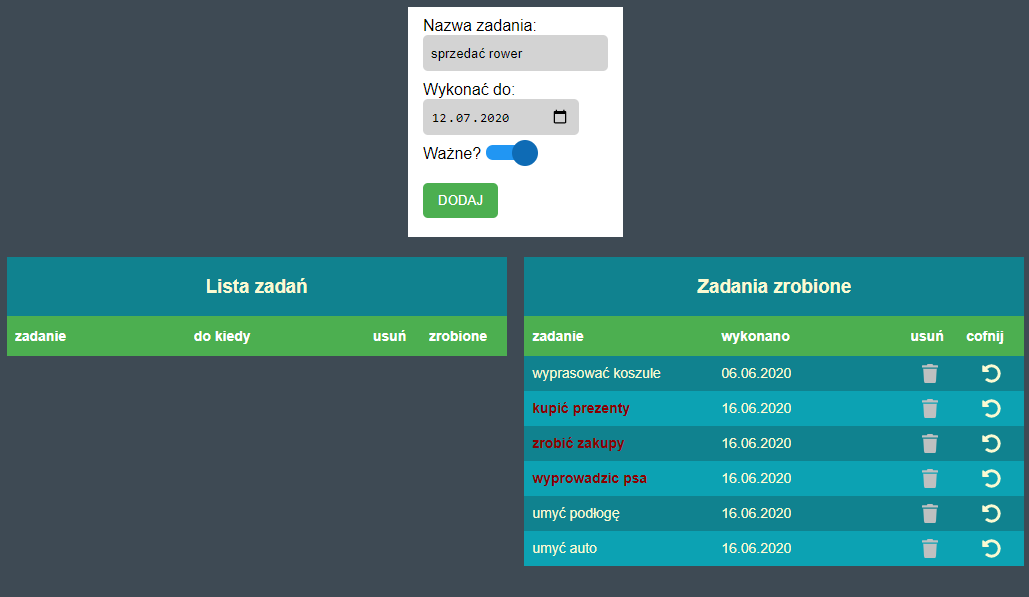 Nazwa zadania:
sprzedać rower
Wykonać do:
12.07.2020
Ważne?
DODAJ
Lista zadań
zadanie do kiedy usuń zrobione
Zadania zrobione
zadanie wykonano usuń cofnij
wyprasować koszule 06.06.2020
kupić prezenty 16.06.2020
zrobić zakupy 16.06.2020
wyprowadzic psa 16.06.2020
umyć podłogę 16.06.2020
umyć auto 16.06.2020